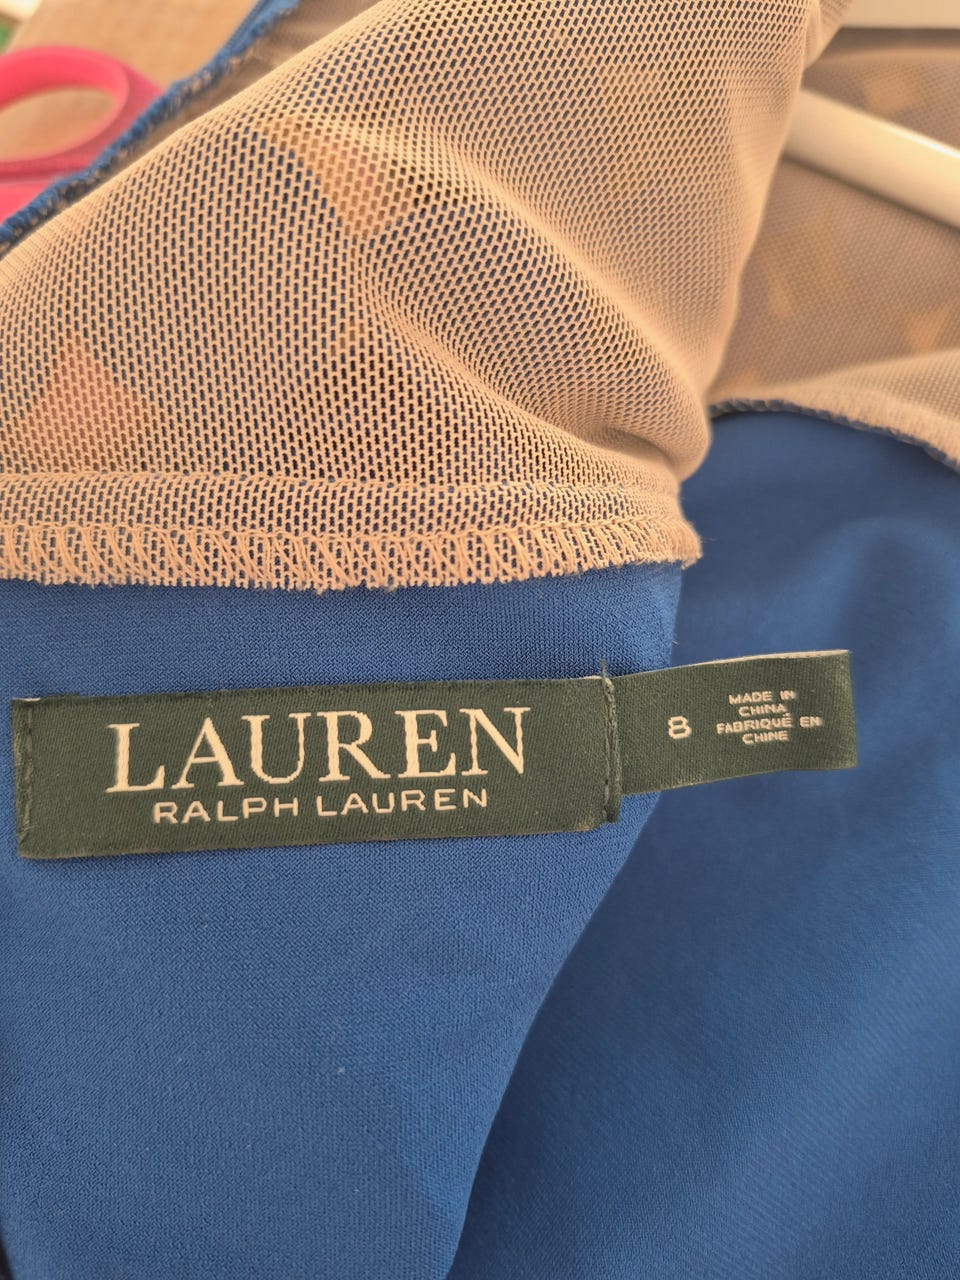 LAUREN
RALPH LAUREN
8
MADE IN
CHINA
FABRIQUÉ EN
CHINE